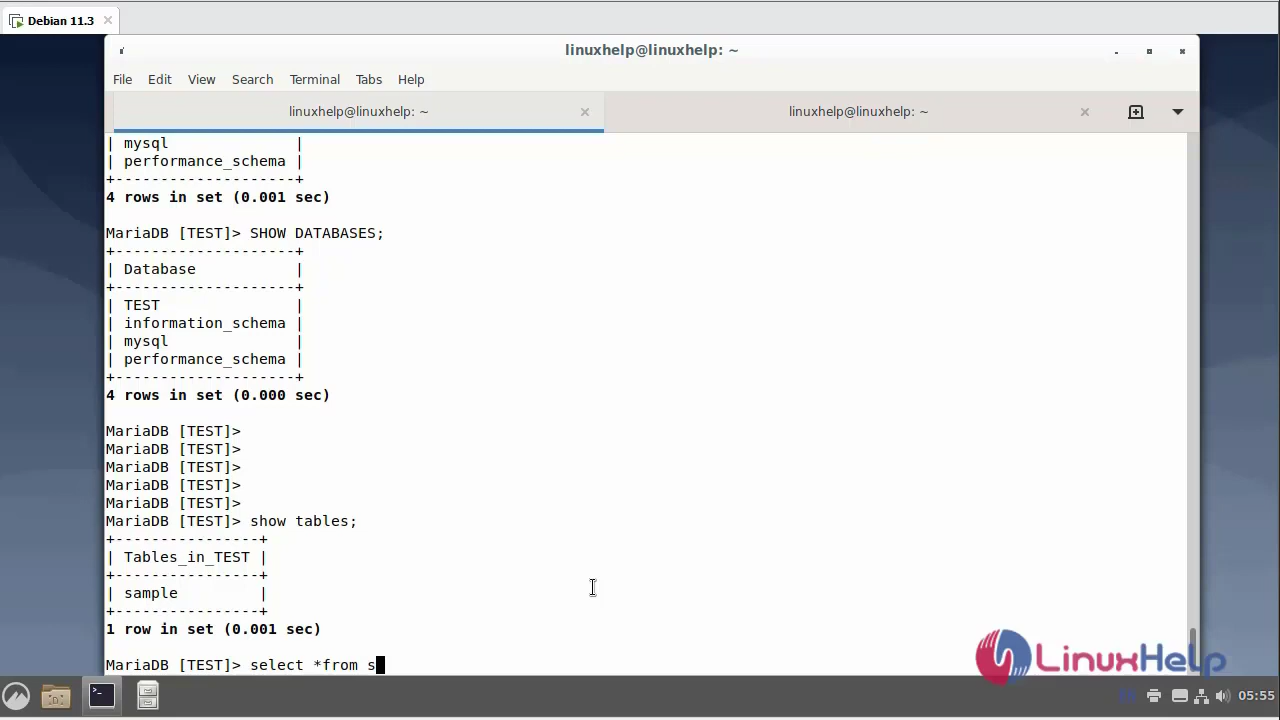 Debian 11.3
linuxhelp@linuxhelp: ~
File Edit View Search Terminal Tabs Help
linuxhelp@linuxhelp: ~ linuxhelp@linuxhelp: ~
| mysql              |
| performance_schema |
+--------------------+
4 rows in set (0.001 sec)
MariaDB [TEST]> SHOW DATABASES;
+--------------------+
| Database           |
+--------------------+
| TEST               |
| information_schema |
| mysql              |
| performance_schema |
+--------------------+
4 rows in set (0.000 sec)
MariaDB [TEST]>
MariaDB [TEST]>
MariaDB [TEST]>
MariaDB [TEST]>
MariaDB [TEST]>
MariaDB [TEST]> show tables;
+----------------+
| Tables_in_TEST |
+----------------+
| sample         |
+----------------+
1 row in set (0.001 sec)
MariaDB [TEST]> select *from s
LinuxHelp
05:55